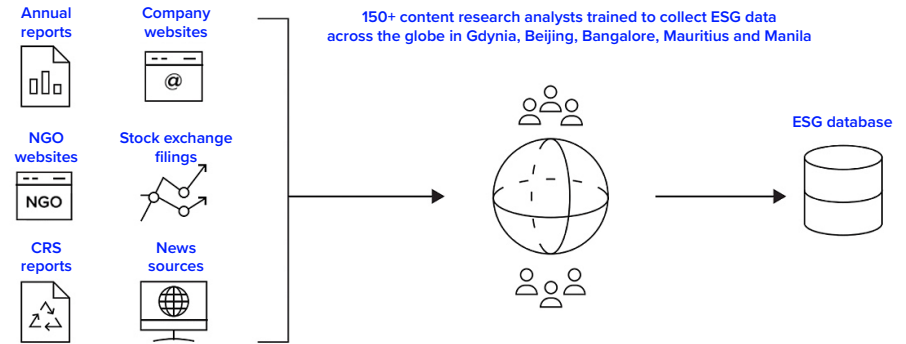 Annual
reports
Company
websites
150+ content research analysts trained to collect ESG data
across the globe in Gdynia, Beijing, Bangalore, Mauritius and Manila
@
NGO
websites
Stock exchange
filings
ESG database
NGO
CRS
reports
News
sources